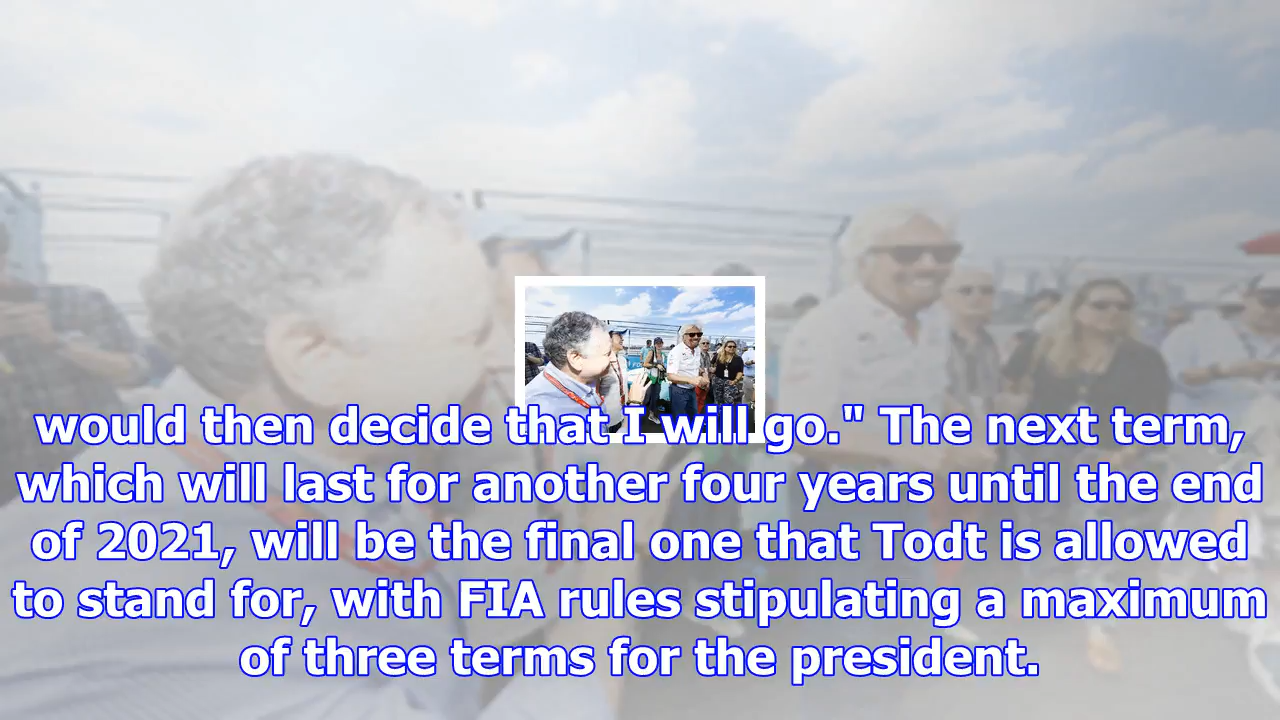 would then decide that I will go." The next term,
which will last for another four years until the end
of 2021, will be the final one that Todt is allowed
to stand for, with FIA rules stipulating a maximum
of three terms for the president.